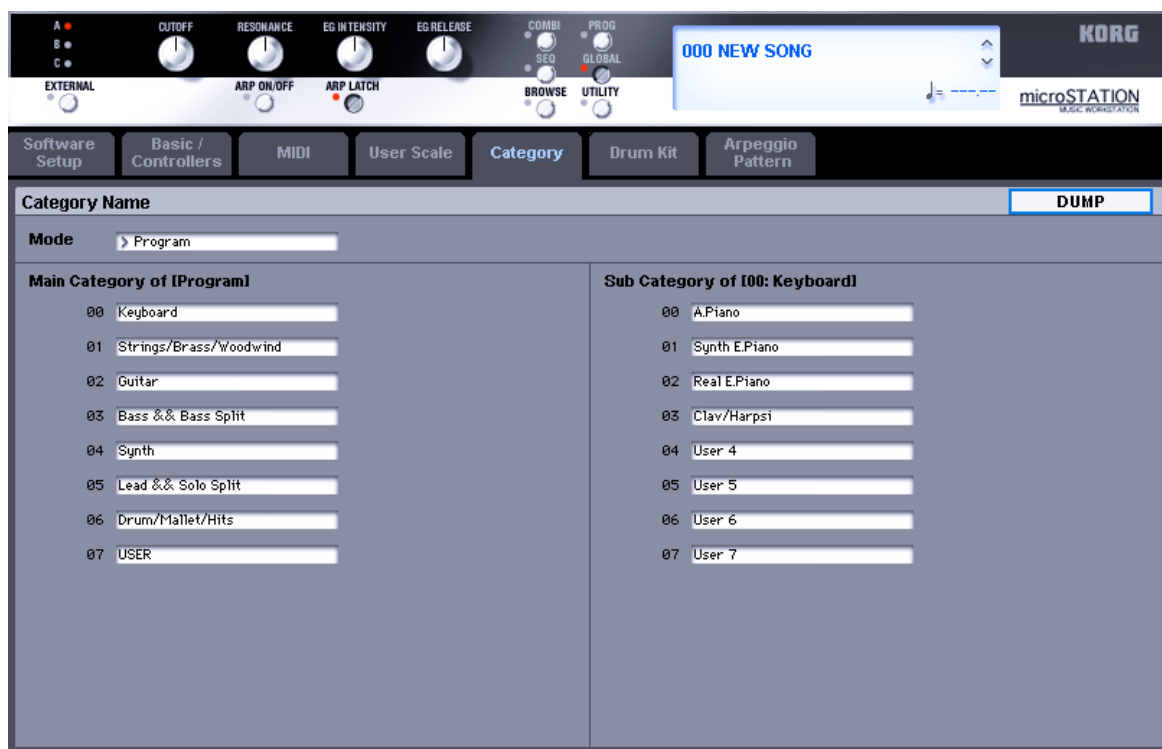 A
B
C
CUTOFF RESONANCE EG INTENSITY EG RELEASE
COMBI PROG
SEQ GLOBAL
EXTERNAL ARP ON/OFF ARP LATCH
BROWSE UTILITY
000 NEW SONG
♩= ---.--
KORG
microSTATION
MUSIC WORKSTATION
Software Setup
Basic / Controllers
MIDI
User Scale
Category
Drum Kit
Arpeggio Pattern
Category Name DUMP
Mode > Program
Main Category of [Program]
00 Keyboard
01 Strings/Brass/Woodwind
02 Guitar
03 Bass && Bass Split
04 Synth
05 Lead && Solo Split
06 Drum/Mallet/Hits
07 USER
Sub Category of [00: Keyboard]
00 A.Piano
01 Synth E.Piano
02 Real E.Piano
03 Clav/Harpsi
04 User 4
05 User 5
06 User 6
07 User 7